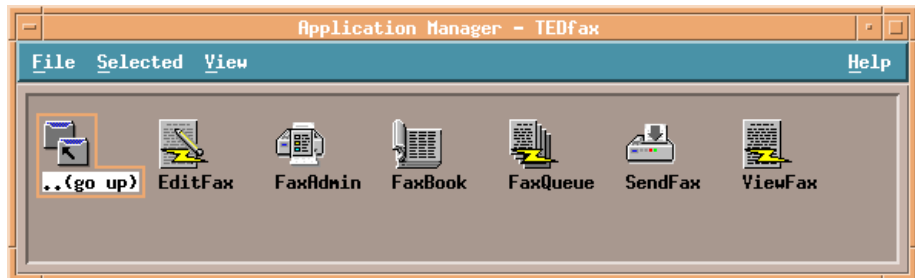 Application Manager - TEDfax
File Selected View Help
..(go up) EditFax FaxAdmin FaxBook FaxQueue SendFax ViewFax